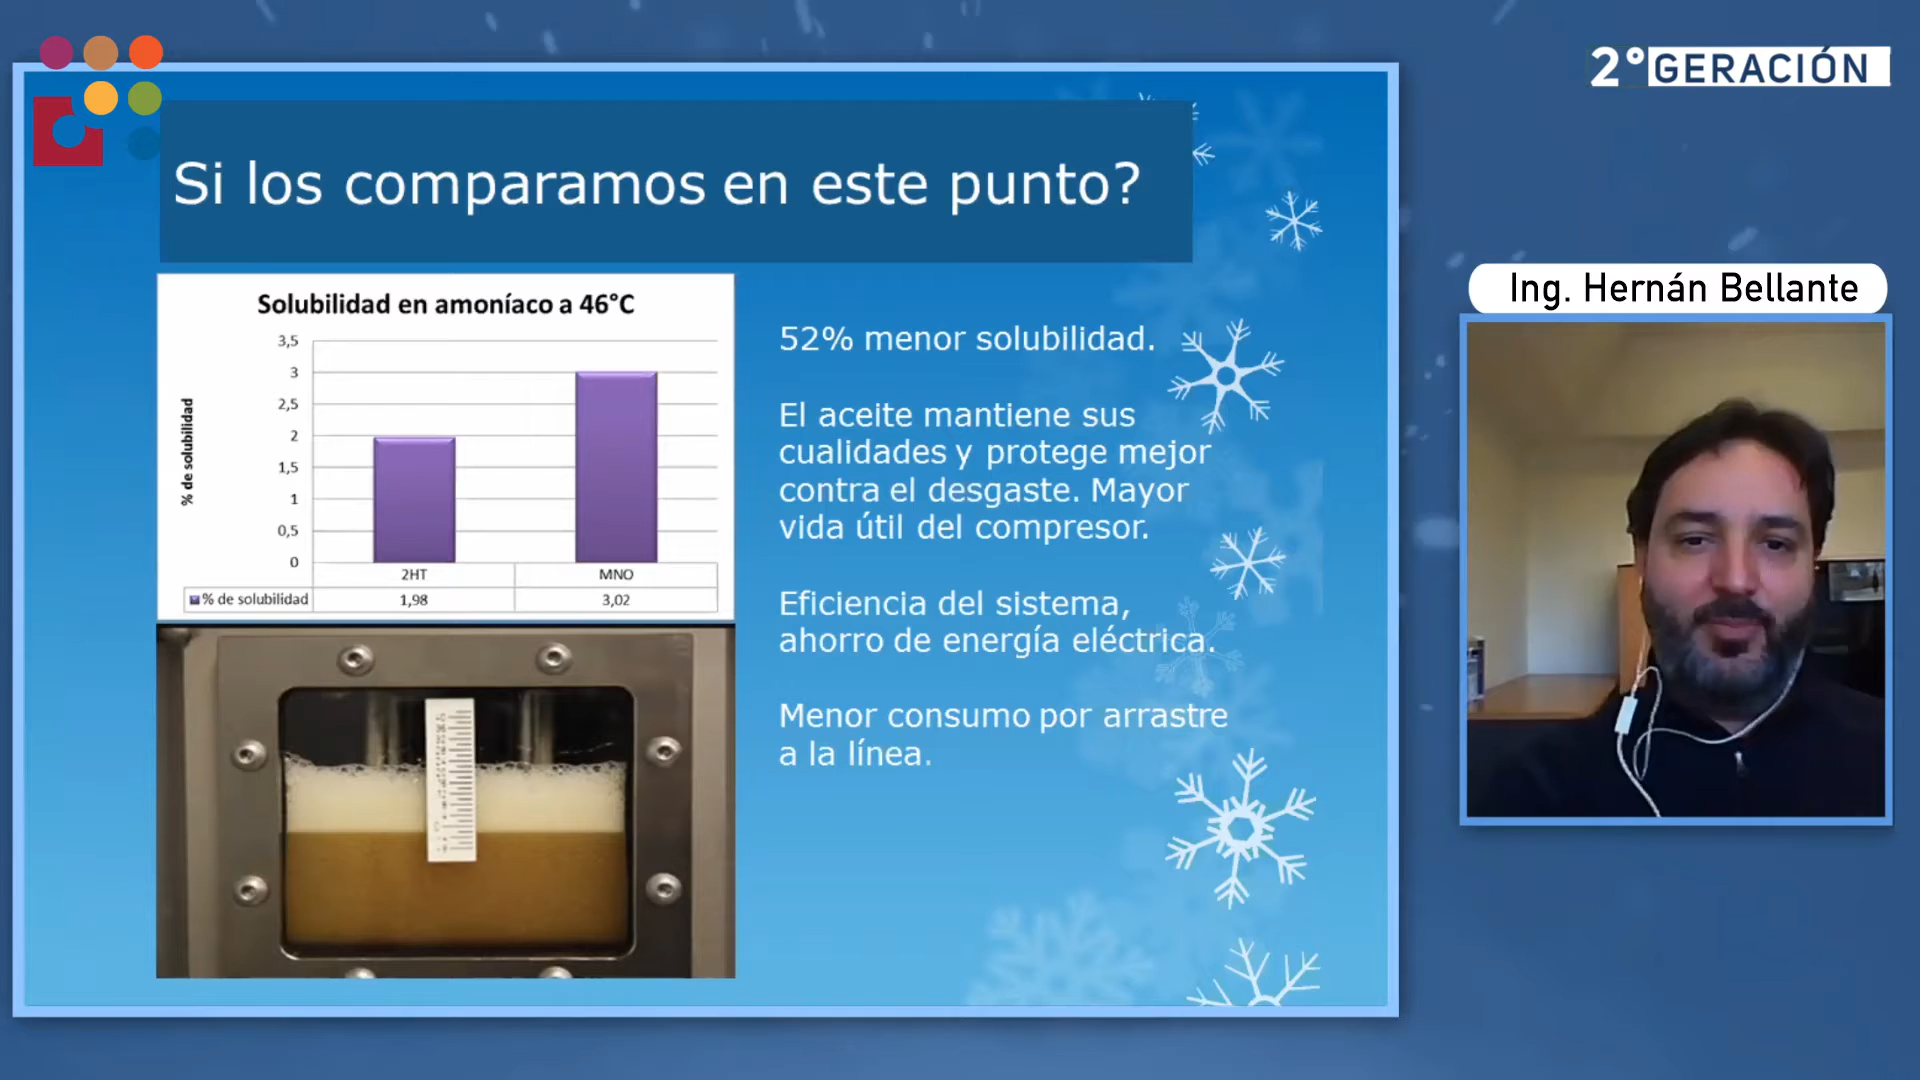 2°GERACIÓN
Si los comparamos en este punto?
Solubilidad en amoníaco a 46°C
% de solubilidad
3,5
3
2,5
2
1,5
1
0,5
0
2HT MNO
% de solubilidad 1,98 3,02
52% menor solubilidad.
El aceite mantiene sus
cualidades y protege mejor
contra el desgaste. Mayor
vida útil del compresor.
Eficiencia del sistema,
ahorro de energía eléctrica.
Menor consumo por arrastre
a la línea.
Ing. Hernán Bellante